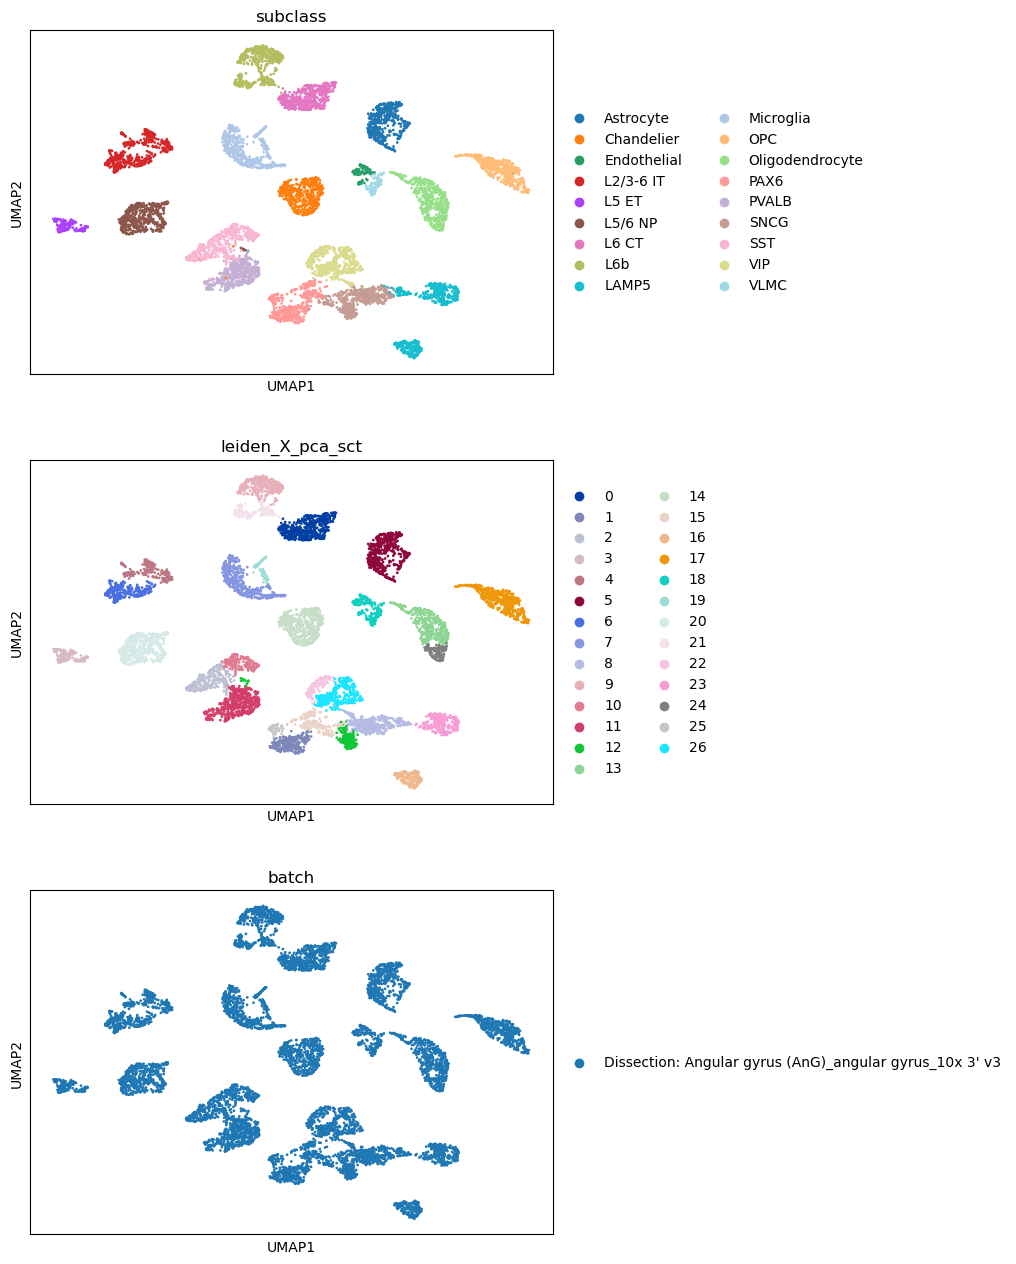 subclass
UMAP2
UMAP1
Astrocyte
Chandelier
Endothelial
L2/3-6 IT
L5 ET
L5/6 NP
L6 CT
L6b
LAMP5
Microglia
OPC
Oligodendrocyte
PAX6
PVALB
SNCG
SST
VIP
VLMC
leiden_X_pca_sct
UMAP2
UMAP1
0
1
2
3
4
5
6
7
8
9
10
11
12
13
14
15
16
17
18
19
20
21
22
23
24
25
26
batch
UMAP2
UMAP1
Dissection: Angular gyrus (AnG)_angular gyrus_10x 3' v3